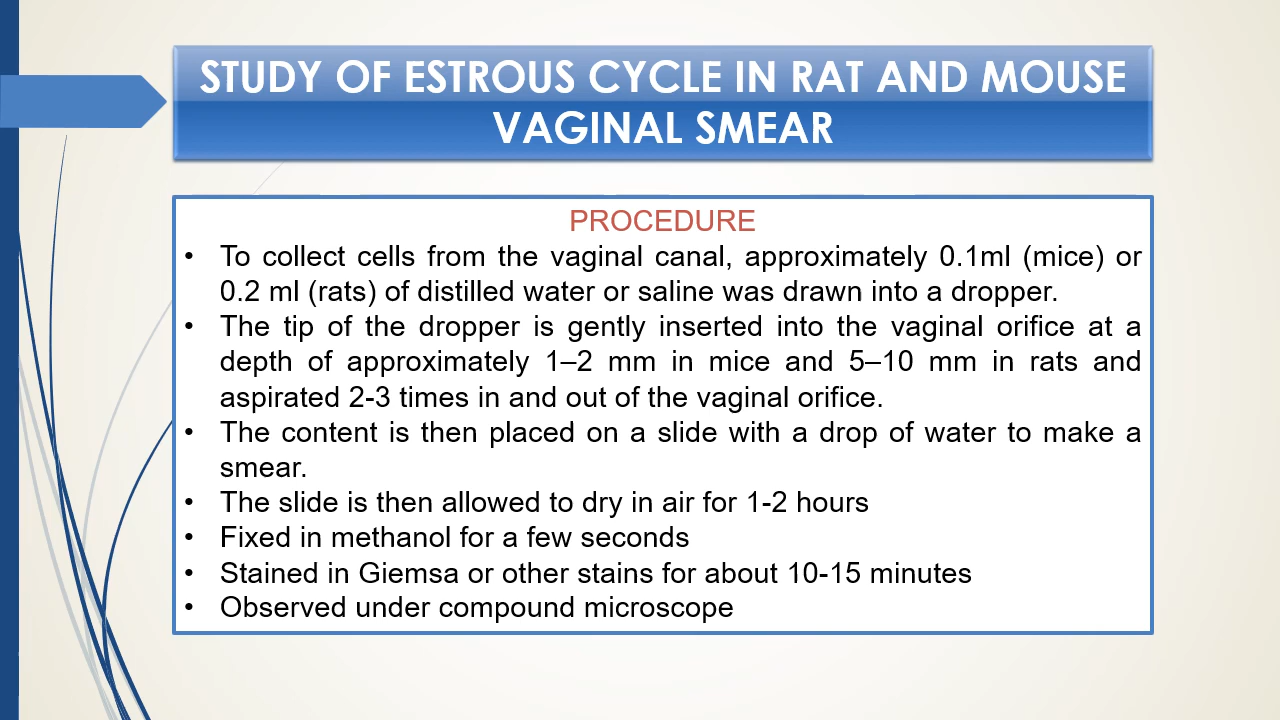 STUDY OF ESTROUS CYCLE IN RAT AND MOUSE
VAGINAL SMEAR
PROCEDURE
• To collect cells from the vaginal canal, approximately 0.1ml (mice) or
0.2 ml (rats) of distilled water or saline was drawn into a dropper.
• The tip of the dropper is gently inserted into the vaginal orifice at a
depth of approximately 1–2 mm in mice and 5–10 mm in rats and
aspirated 2-3 times in and out of the vaginal orifice.
• The content is then placed on a slide with a drop of water to make a
smear.
• The slide is then allowed to dry in air for 1-2 hours
• Fixed in methanol for a few seconds
• Stained in Giemsa or other stains for about 10-15 minutes
• Observed under compound microscope